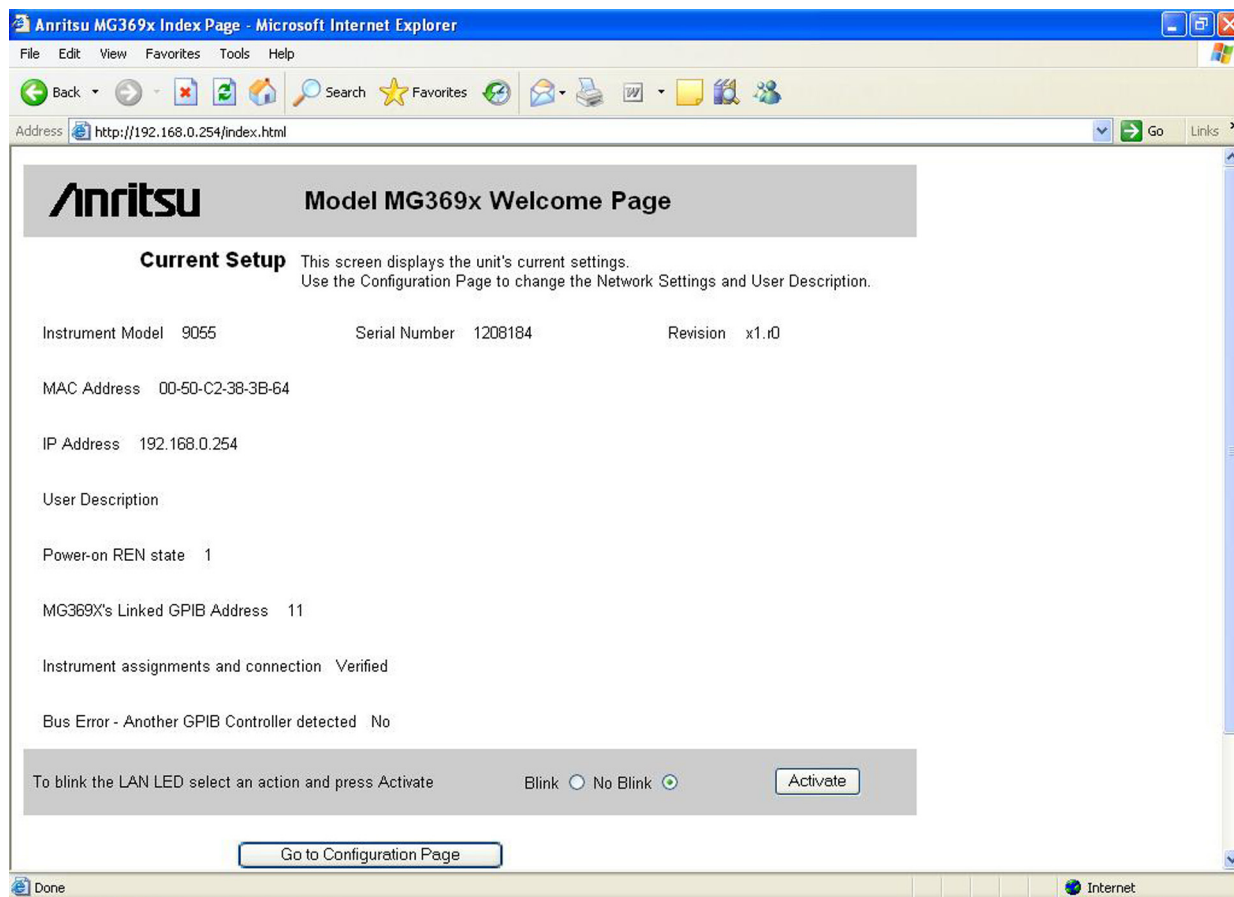 Anritsu MG369x Index Page - Microsoft Internet Explorer
File Edit View Favorites Tools Help
Back Search Favorites
Address http://192.168.0.254/index.html Go Links
Anritsu Model MG369x Welcome Page
Current Setup This screen displays the unit's current settings.
Use the Configuration Page to change the Network Settings and User Description.
Instrument Model 9055 Serial Number 1208184 Revision x1.r0
MAC Address 00-50-C2-38-3B-64
IP Address 192.168.0.254
User Description
Power-on REN state 1
MG369X's Linked GPIB Address 11
Instrument assignments and connection Verified
Bus Error - Another GPIB Controller detected No
To blink the LAN LED select an action and press Activate Blink No Blink Activate
Go to Configuration Page
Done Internet